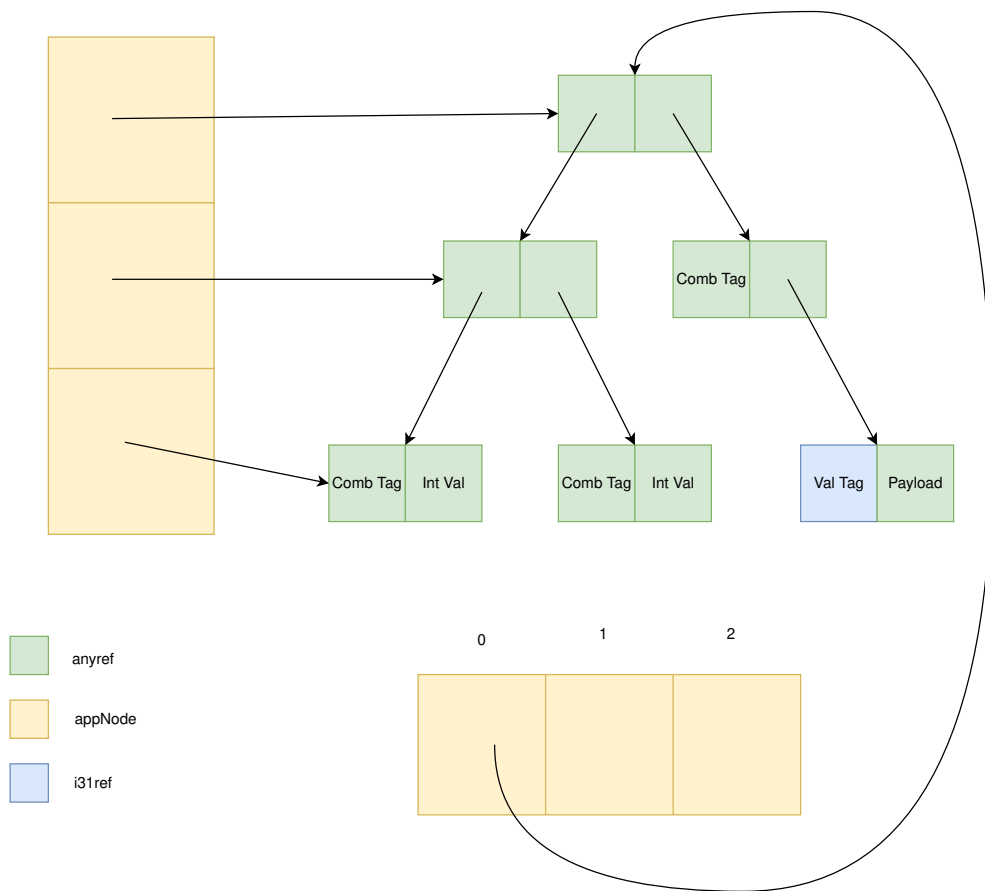 Comb Tag
Comb Tag
Int Val
Comb Tag
Int Val
Val Tag
Payload
0
1
2
anyref
appNode
i31ref